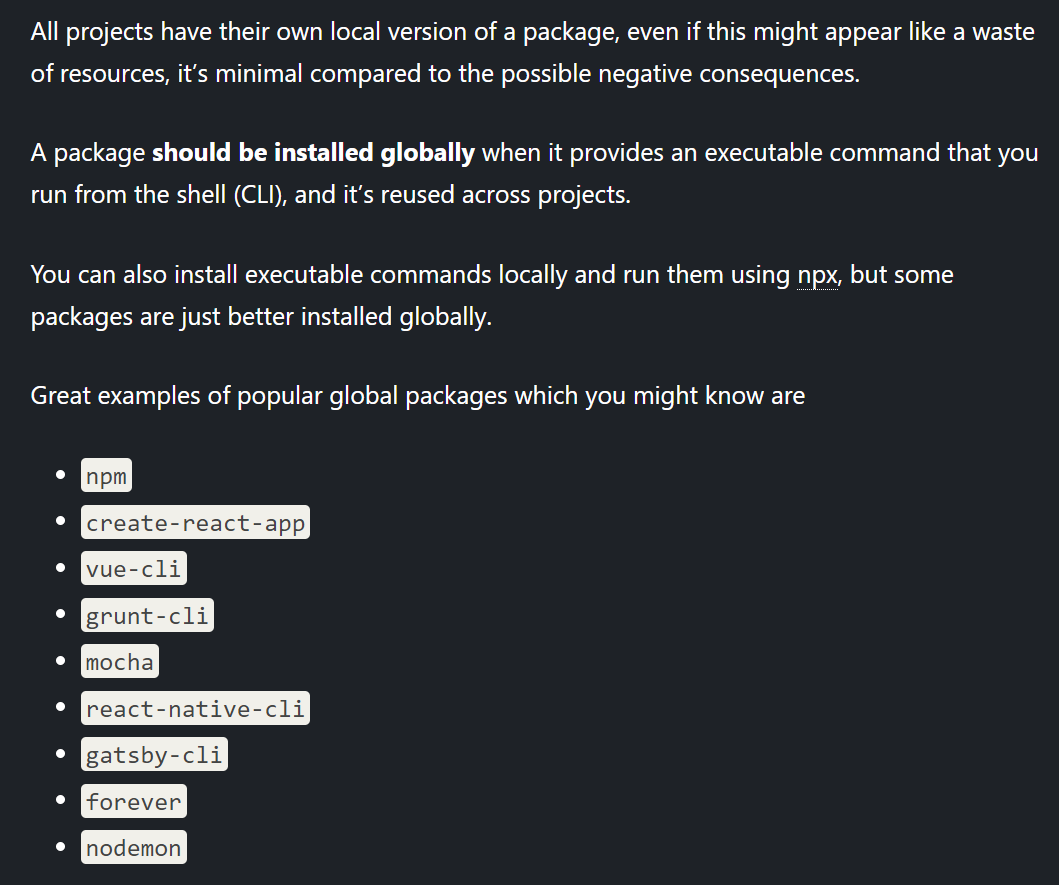 All projects have their own local version of a package, even if this might appear like a waste
of resources, it’s minimal compared to the possible negative consequences.
A package should be installed globally when it provides an executable command that you
run from the shell (CLI), and it’s reused across projects.
You can also install executable commands locally and run them using npx, but some
packages are just better installed globally.
Great examples of popular global packages which you might know are
• npm
• create-react-app
• vue-cli
• grunt-cli
• mocha
• react-native-cli
• gatsby-cli
• forever
• nodemon